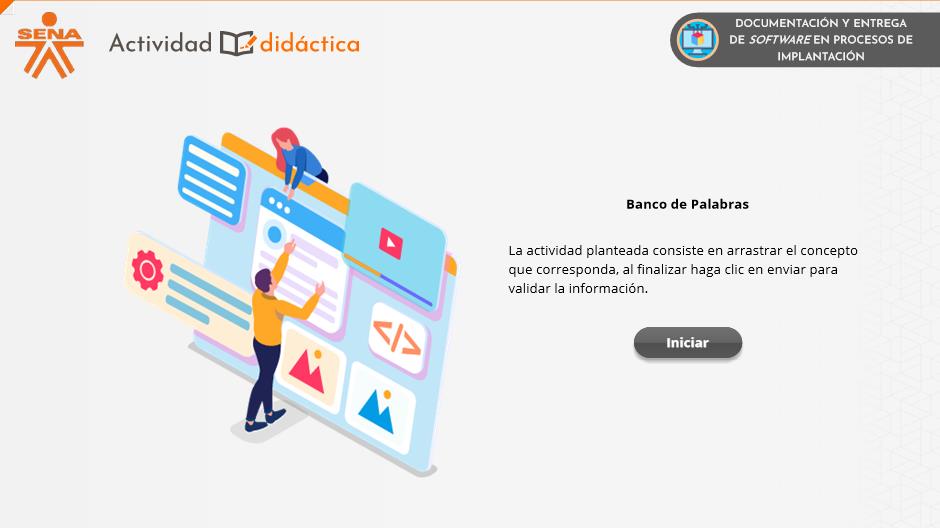 SENA
Actividad didáctica
DOCUMENTACIÓN Y ENTREGA
DE SOFTWARE EN PROCESOS DE
IMPLANTACIÓN
Banco de Palabras
La actividad planteada consiste en arrastrar el concepto
que corresponda, al finalizar haga clic en enviar para
validar la información.
Iniciar